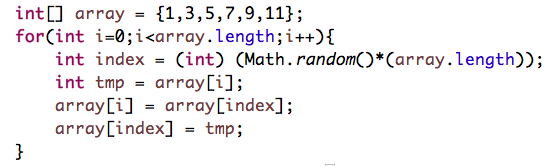 int[] array = {1,3,5,7,9,11};
for(int i=0;i<array.length;i++){
int index = (int) (Math.random()*(array.length));
int tmp = array[i];
array[i] = array[index];
array[index] = tmp;
}